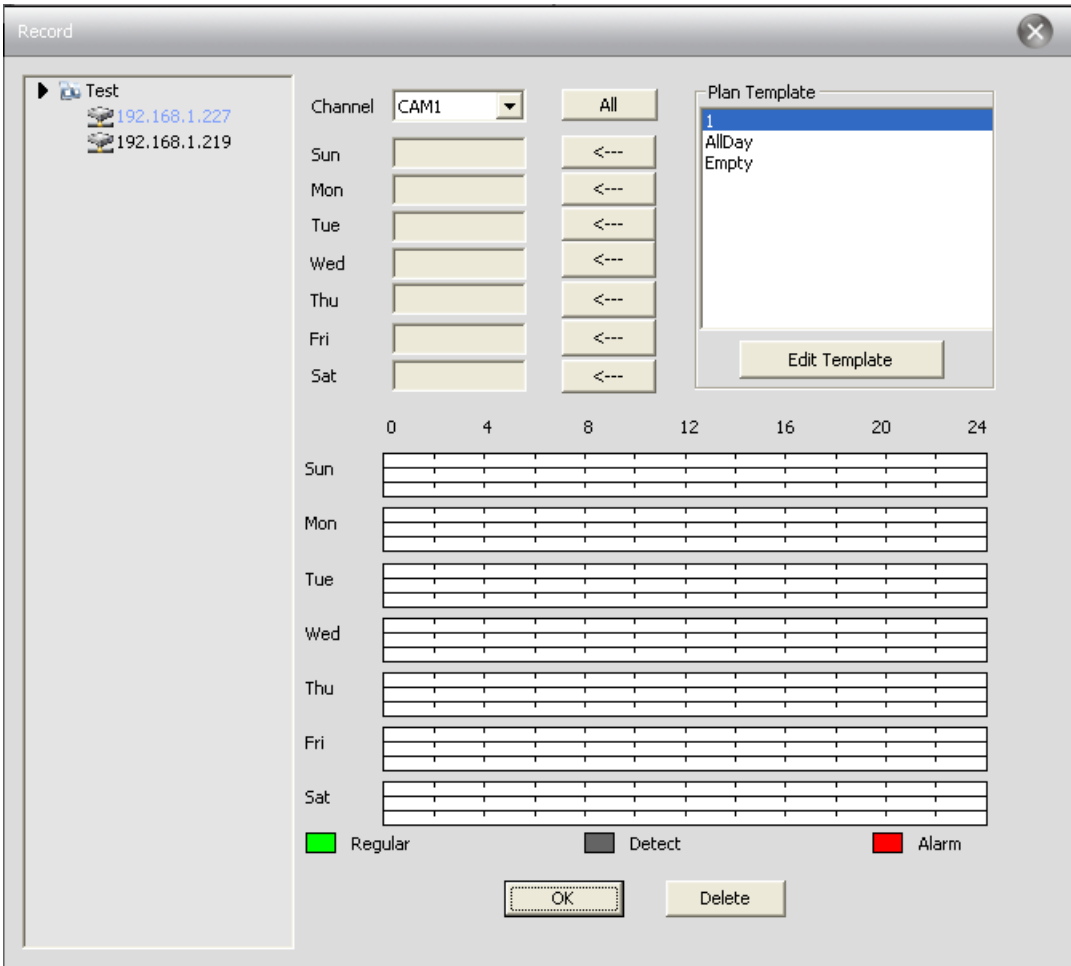 Record
Test
192.168.1.227
192.168.1.219
Channel CAM1 All
Sun <---
Mon <---
Tue <---
Wed <---
Thu <---
Fri <---
Sat <---
Plan Template
1
AllDay
Empty
Edit Template
0 4 8 12 16 20 24
Sun
Mon
Tue
Wed
Thu
Fri
Sat
Regular Detect Alarm
OK Delete